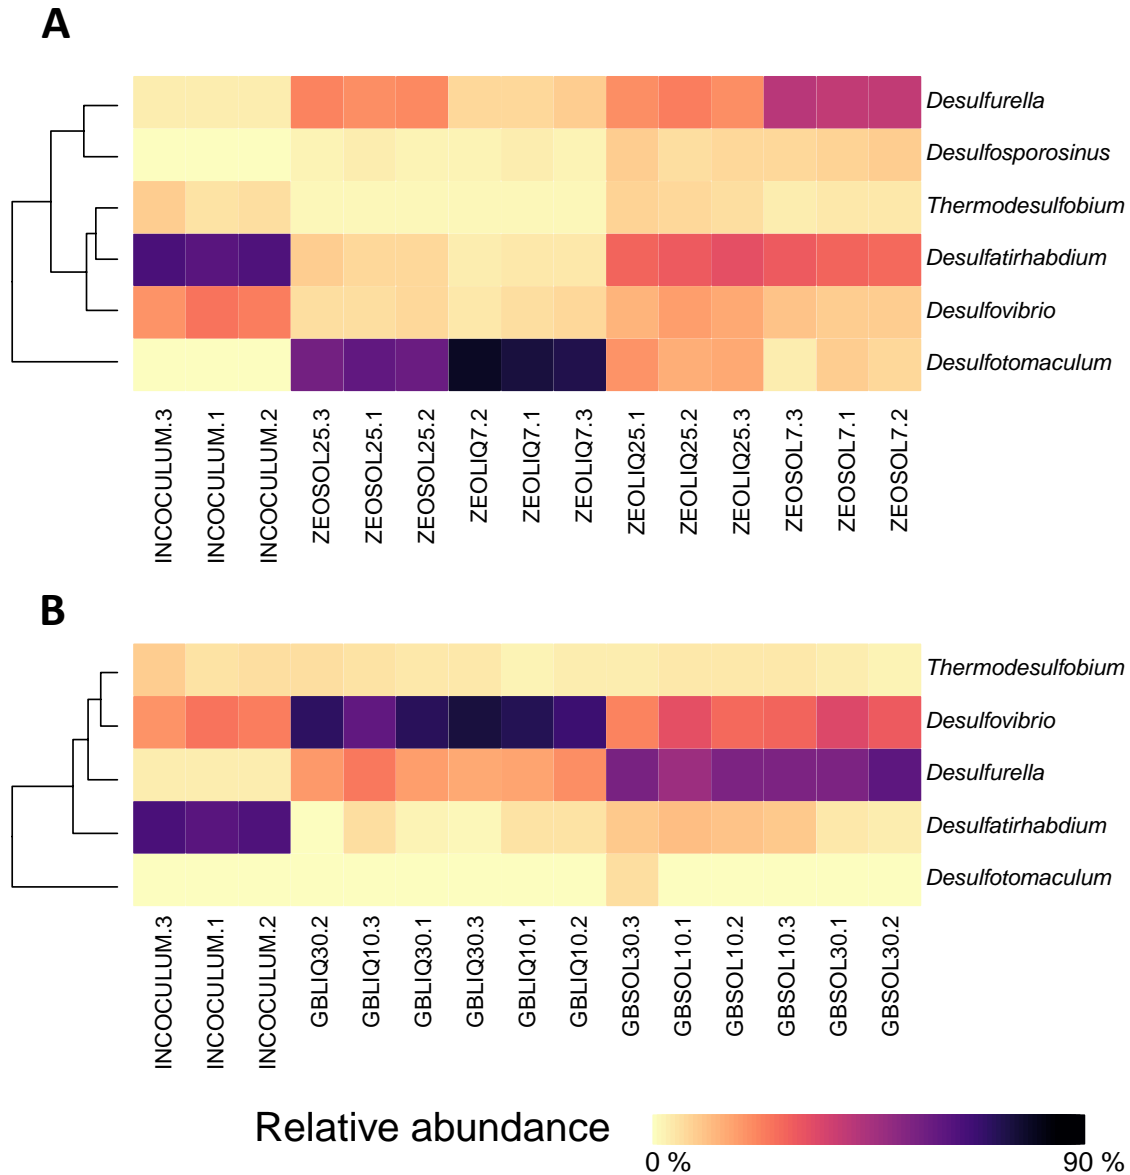 A
Desulfurella
Desulfosporosinus
Thermodesulfobium
Desulfatirhabdium
Desulfovibrio
Desulfotomaculum
INCOCULUM.3
INCOCULUM.1
INCOCULUM.2
ZEOSOL25.3
ZEOSOL25.1
ZEOSOL25.2
ZEOLIQ7.2
ZEOLIQ7.1
ZEOLIQ7.3
ZEOLIQ25.1
ZEOLIQ25.2
ZEOLIQ25.3
ZEOSOL7.3
ZEOSOL7.1
ZEOSOL7.2
B
Thermodesulfobium
Desulfovibrio
Desulfurella
Desulfatirhabdium
Desulfotomaculum
INCOCULUM.3
INCOCULUM.1
INCOCULUM.2
GBLIQ30.2
GBLIQ10.3
GBLIQ30.1
GBLIQ30.3
GBLIQ10.1
GBLIQ10.2
GBSOL30.3
GBSOL10.1
GBSOL10.2
GBSOL10.3
GBSOL30.1
GBSOL30.2
Relative abundance
0 % 90 %